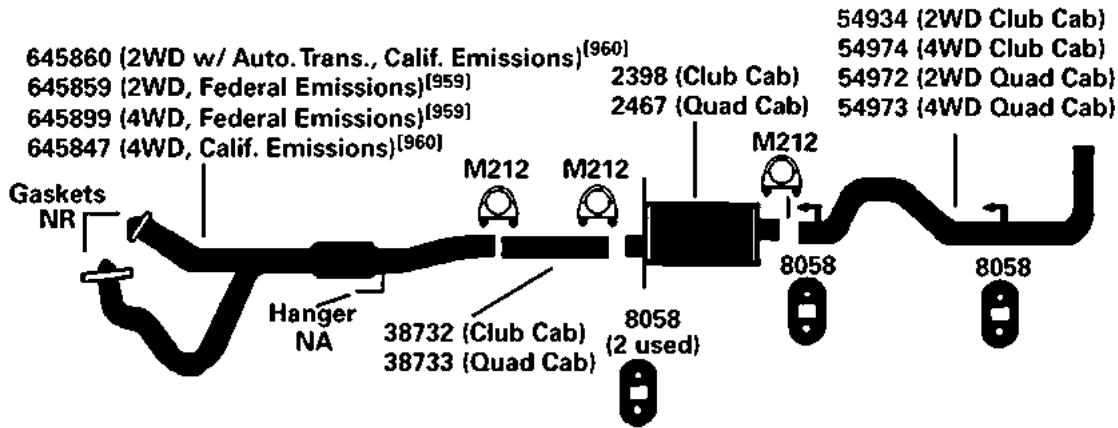 645860 (2WD w/ Auto. Trans., Calif. Emissions)[960]
645859 (2WD, Federal Emissions)[959]
645899 (4WD, Federal Emissions)[959]
645847 (4WD, Calif. Emissions)[960]
2398 (Club Cab)
2467 (Quad Cab)
54934 (2WD Club Cab)
54974 (4WD Club Cab)
54972 (2WD Quad Cab)
54973 (4WD Quad Cab)
Gaskets
NR
M212
M212
M212
Hanger
NA
38732 (Club Cab)
38733 (Quad Cab)
8058
(2 used)
8058
8058